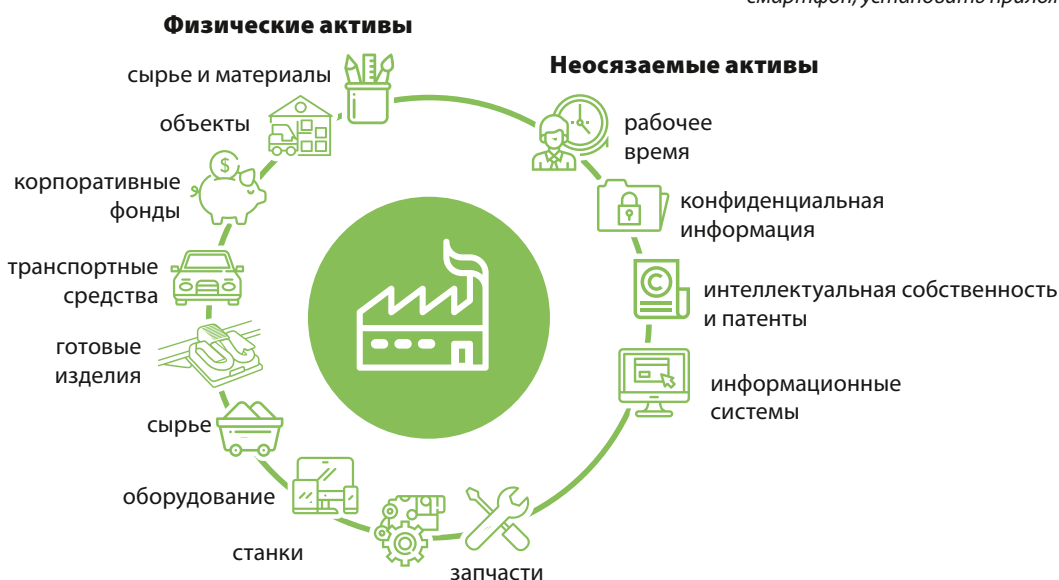 Физические активы
сырье и материалы
объекты
корпоративные
фонды
транспортные
средства
готовые
изделия
сырье
оборудование
станки
запчасти
Неосязаемые активы
рабочее
время
конфиденциальная
информация
интеллектуальная собственность
и патенты
информационные
системы